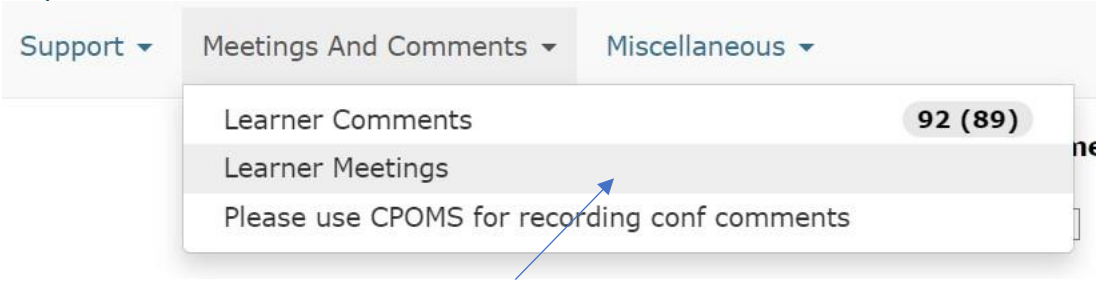 Support Meetings And Comments Miscellaneous
Learner Comments 92 (89)
Learner Meetings
Please use CPOMS for recording conf comments